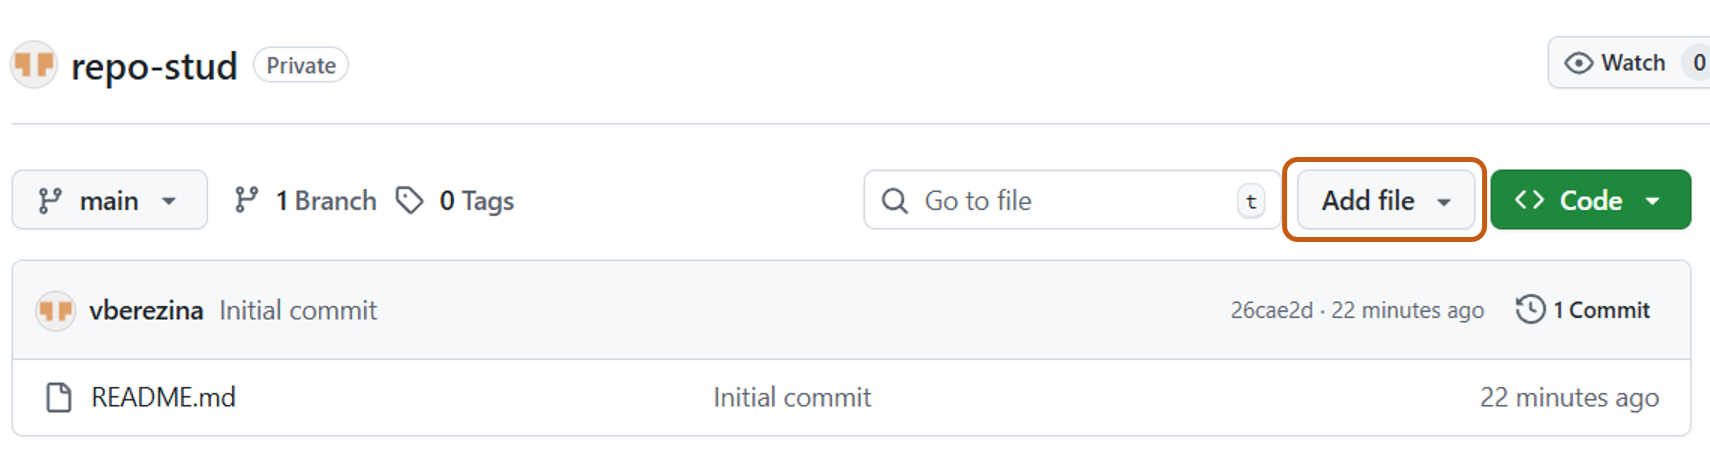 repo-stud Private Watch 0
main 1 Branch 0 Tags Go to file t Add file Code
vberezina Initial commit 26cae2d · 22 minutes ago 1 Commit
README.md Initial commit 22 minutes ago